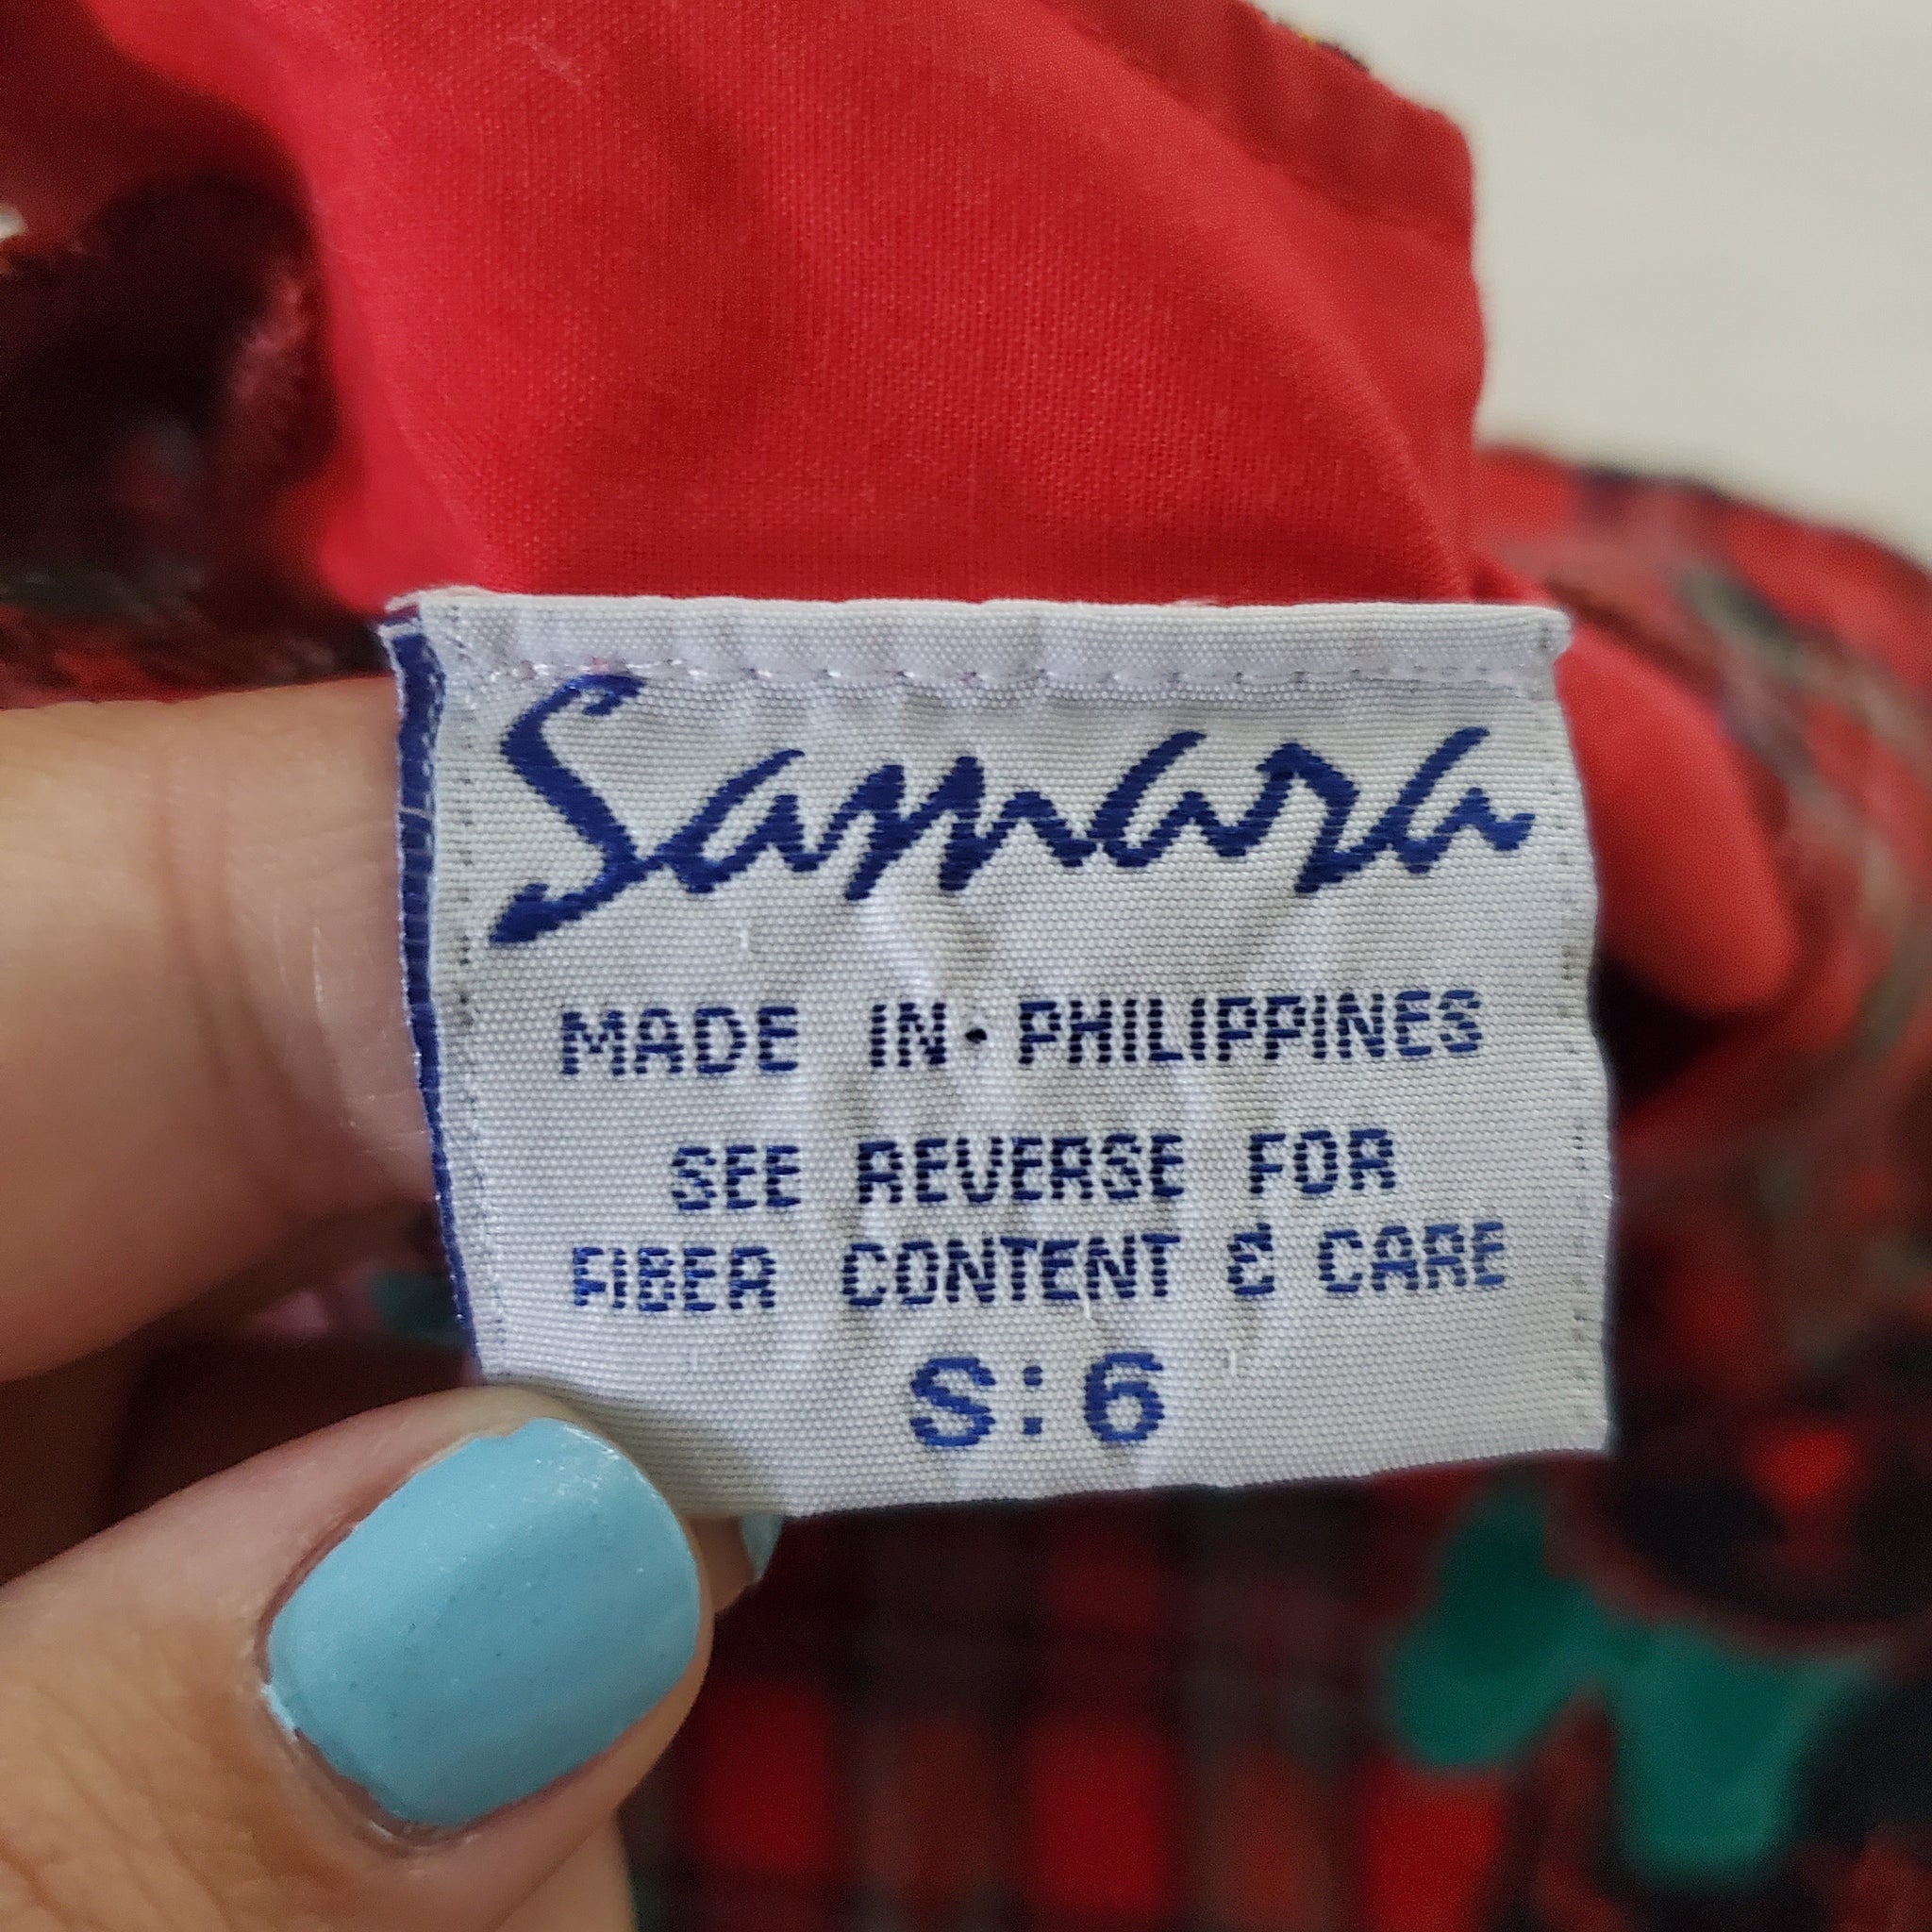 Samara
MADE IN PHILIPPINES
SEE REVERSE FOR
FIBER CONTENT & CARE
S:6